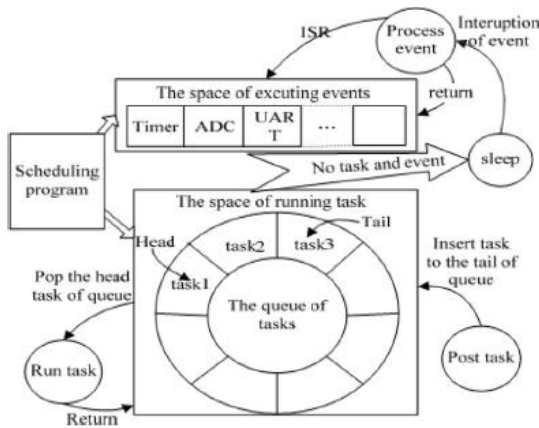 ISR
Process
event
Interuption
of event
The space of excuting events
return
Timer
ADC
UAR
T
...
Scheduling
program
No task and event
sleep
The space of running task
Head
task2
task3
Tail
task1
Pop the head
task of queue
The queue of
tasks
Insert task
to the tail of
queue
Run task
Post task
Return